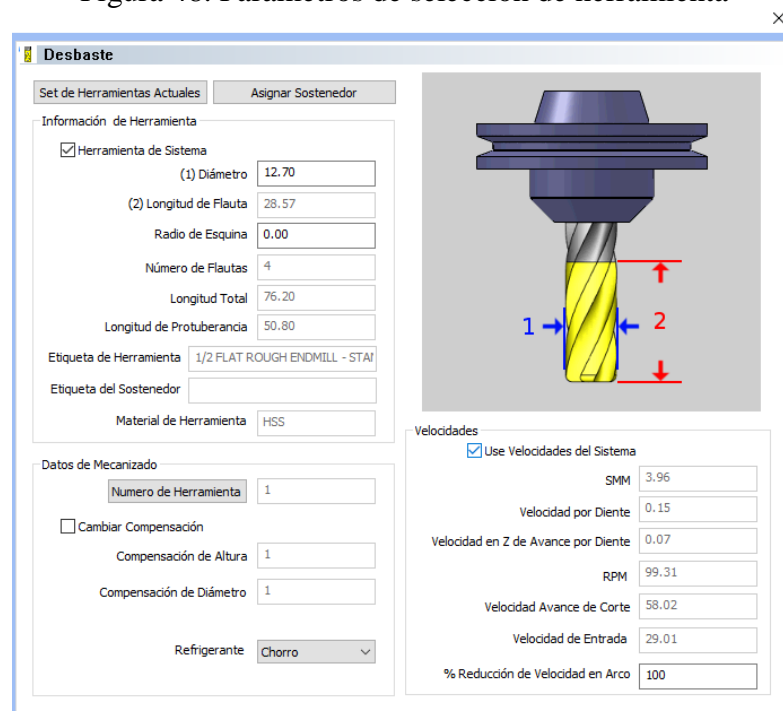 Desbaste
Set de Herramientas Actuales
Asignar Sostenedor
Información de Herramienta
Herramienta de Sistema
(1) Diámetro 12.70
(2) Longitud de Flauta 28.57
Radio de Esquina 0.00
Número de Flautas 4
Longitud Total 76.20
Longitud de Protuberancia 50.80
Etiqueta de Herramienta 1/2 FLAT ROUGH ENDMILL - STAN
Etiqueta del Sostenedor
Material de Herramienta HSS
Datos de Mecanizado
Numero de Herramienta 1
Cambiar Compensación
Compensación de Altura 1
Compensación de Diámetro 1
Refrigerante Chorro
1
2
Velocidades
Use Velocidades del Sistema
SMM 3.96
Velocidad por Diente 0.15
Velocidad en Z de Avance por Diente 0.07
RPM 99.31
Velocidad Avance de Corte 58.02
Velocidad de Entrada 29.01
% Reducción de Velocidad en Arco 100